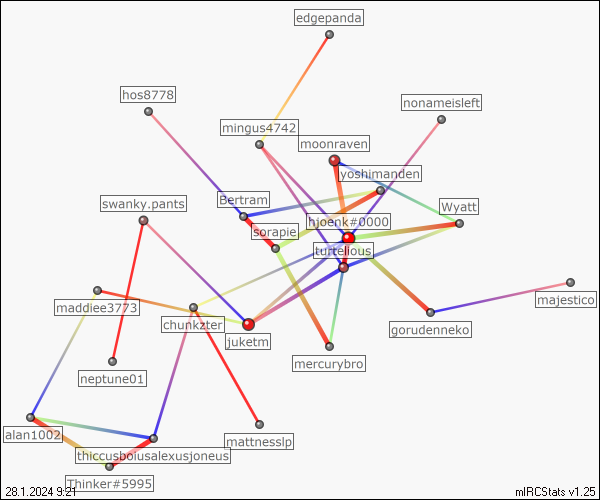 edgepanda
hos8778
nonameisleft
mingus4742
moonraven
yoshimanden
Bertram
swanky.pants
Wyatt
hjoenk#0000
sorapie
turrelious
maddiee3773
majestico
chunkzter
gorudenneko
juketm
mercurybro
neptune01
alan1002
mattnesslp
thiccusboiusalexusjoneus
Thinker#5995
28.1.2024 9:21
mIRCStats v1.25